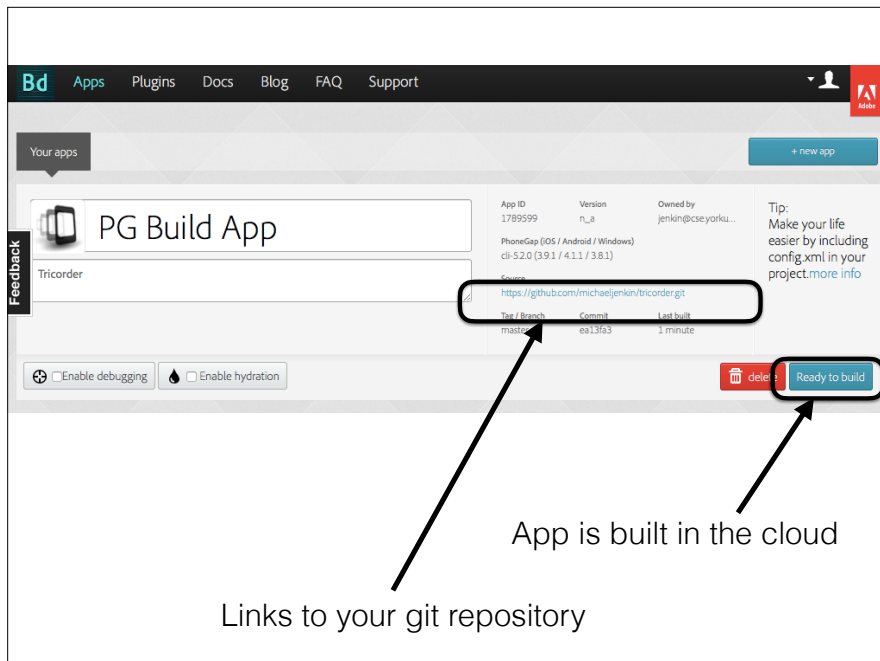 Bd Apps Plugins Docs Blog FAQ Support
Adobe
Your apps
+ new app
PG Build App
Tricorder
Feedback
App ID Version Owned by
1789599 n_a jenkin@cse.yorku...
PhoneGap (iOS / Android / Windows)
cli-5.2.0 (3.9.1 / 4.1.1 / 3.8.1)
Source
https://github.com/michaeljenkin/tricorder.git
Tag / Branch Commit Last built
master ea13fa3 1 minute
Tip:
Make your life
easier by including
config.xml in your
project.more info
Enable debugging Enable hydration
delete Ready to build
App is built in the cloud
Links to your git repository